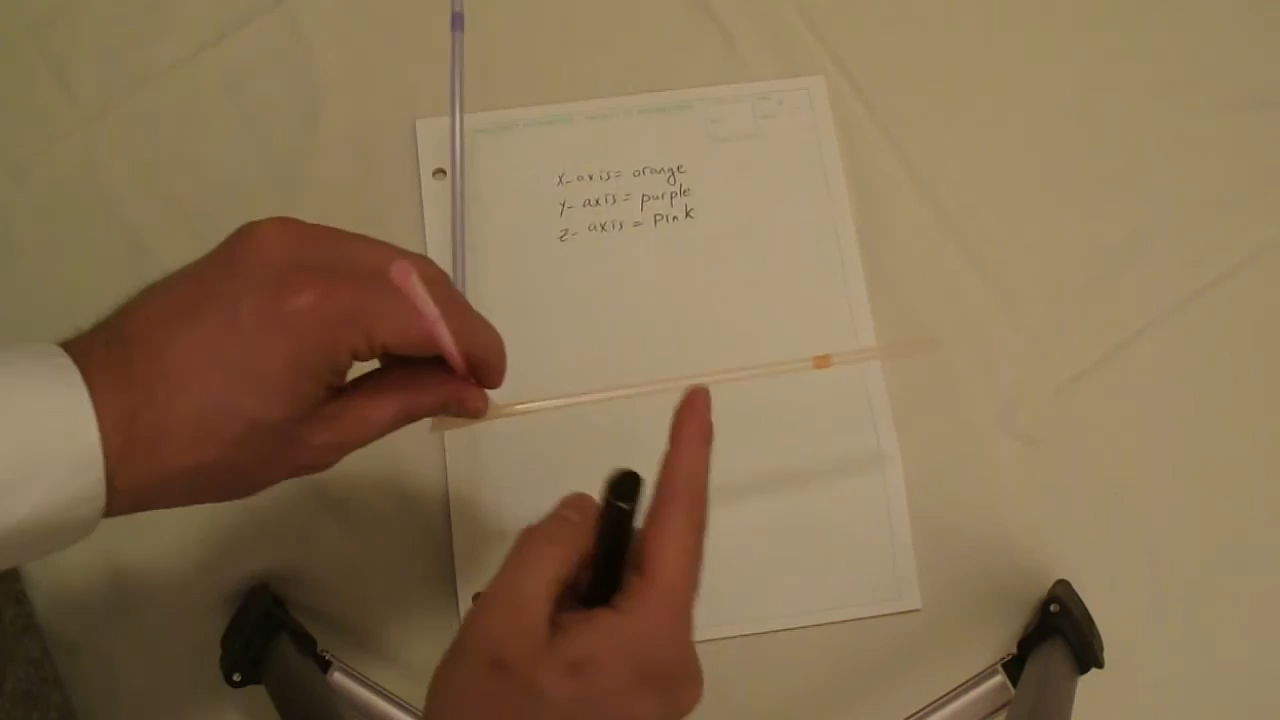 x-axis= orange
y- axis = purple
z- axis = pink